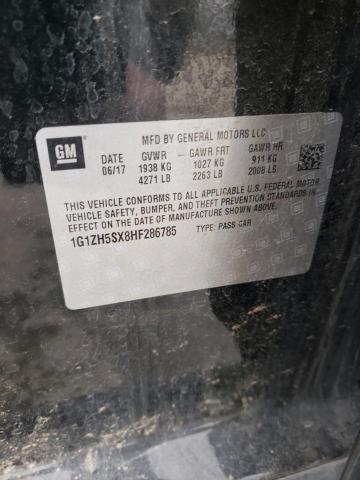 GM
MFD BY GENERAL MOTORS LLC
DATE GVWR GAWR FRT GAWR RR
06/17 1938 KG 1027 KG 911 KG
4271 LB 2263 LB 2008 LB
THIS VEHICLE CONFORMS TO ALL APPLICABLE U.S. FEDERAL MOTOR
VEHICLE SAFETY, BUMPER, AND THEFT PREVENTION STANDARDS IN
EFFECT ON THE DATE OF MANUFACTURE SHOWN ABOVE.
1G1ZH5SX8HF286785 TYPE: PASS CAR